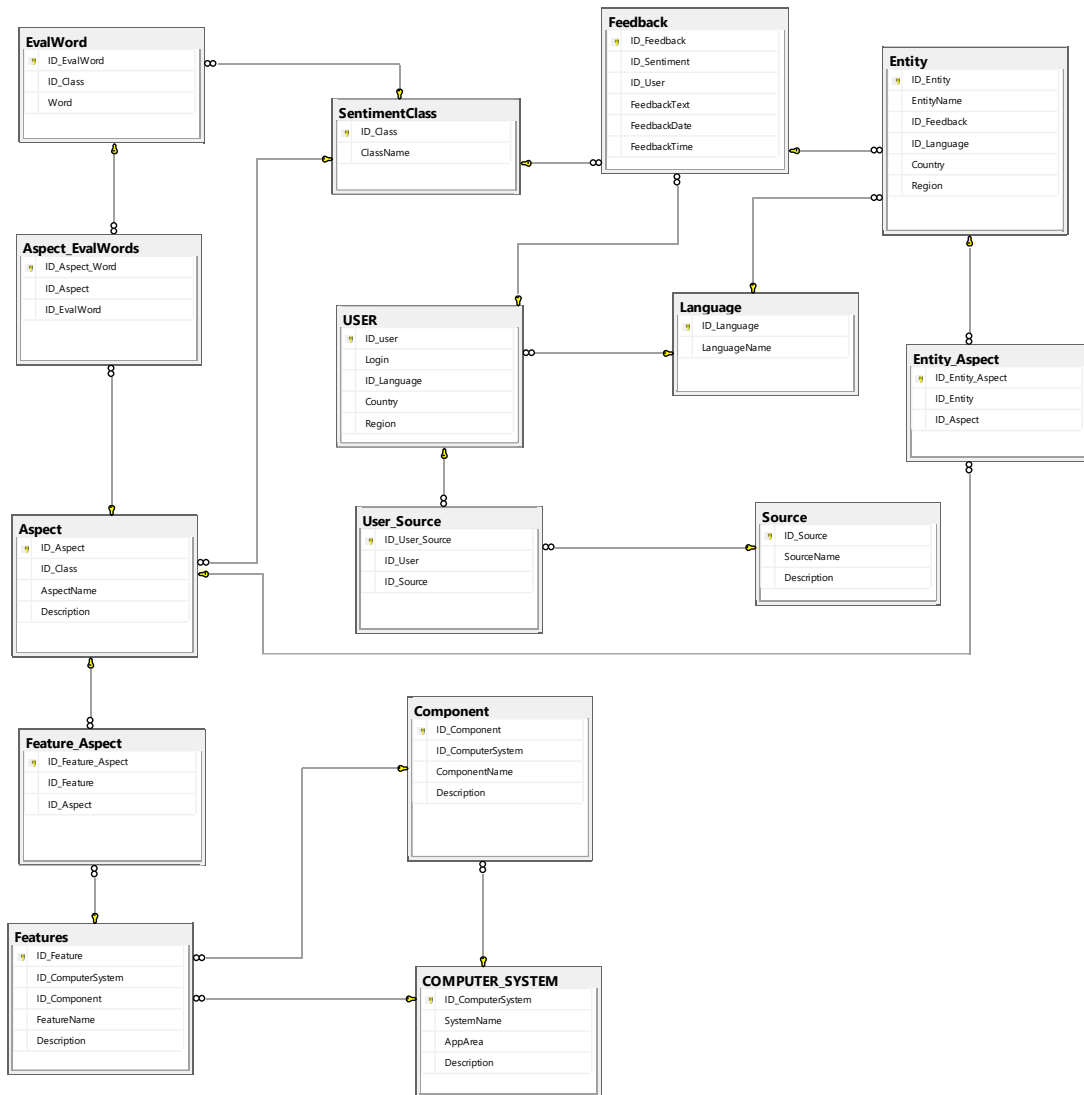 EvalWord
ID_EvalWord
ID_Class
Word
SentimentClass
ID_Class
ClassName
Feedback
ID_Feedback
ID_Sentiment
ID_User
FeedbackText
FeedbackDate
FeedbackTime
Entity
ID_Entity
EntityName
ID_Feedback
ID_Language
Country
Region
Aspect_EvalWords
ID_Aspect_Word
ID_Aspect
ID_EvalWord
USER
ID_user
Login
ID_Language
Country
Region
Language
ID_Language
LanguageName
Entity_Aspect
ID_Entity_Aspect
ID_Entity
ID_Aspect
Aspect
ID_Aspect
ID_Class
AspectName
Description
User_Source
ID_User_Source
ID_User
ID_Source
Source
ID_Source
SourceName
Description
Feature_Aspect
ID_Feature_Aspect
ID_Feature
ID_Aspect
Component
ID_Component
ID_ComputerSystem
ComponentName
Description
Features
ID_Feature
ID_ComputerSystem
ID_Component
FeatureName
Description
COMPUTER_SYSTEM
ID_ComputerSystem
SystemName
AppArea
Description